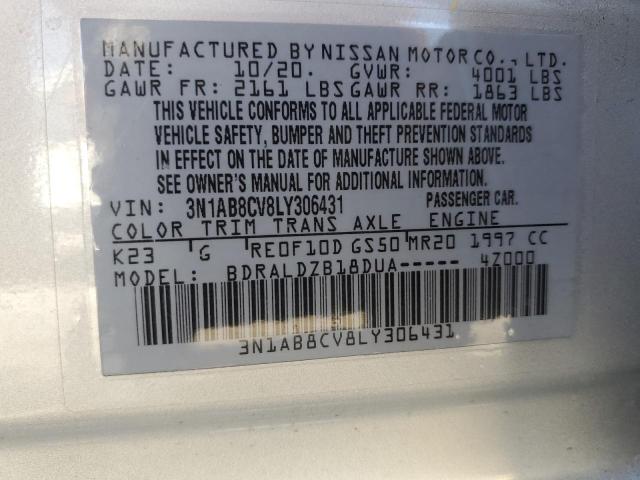 MANUFACTURED BY NISSAN MOTOR CO., LTD.
DATE: 10/20. GVWR: 4001 LBS
GAWR FR: 2161 LBS GAWR RR: 1863 LBS
THIS VEHICLE CONFORMS TO ALL APPLICABLE FEDERAL MOTOR
VEHICLE SAFETY, BUMPER AND THEFT PREVENTION STANDARDS
IN EFFECT ON THE DATE OF MANUFACTURE SHOWN ABOVE.
SEE OWNER'S MANUAL FOR ADDITIONAL INFORMATION.
VIN: 3N1AB8CV8LY306431 PASSENGER CAR.
COLOR TRIM TRANS AXLE ENGINE
K23 G RE0F10D GS50 MR20 1997 CC
MODEL: BDRALDZB18DUA----- 4Z000
3N1AB8CV8LY306431